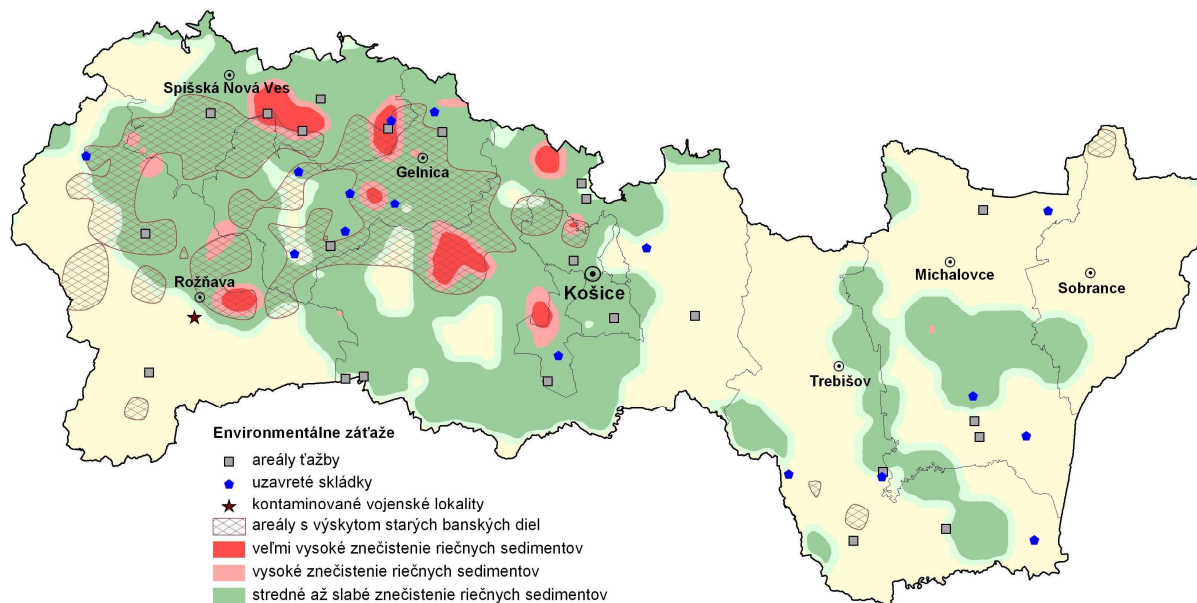 Spišská Nová Ves
Gelnica
Rožňava
Košice
Michalovce
Sobrance
Trebišov
Environmentálne záťaže
areály ťažby
uzavreté skládky
kontaminované vojenské lokality
areály s výskytom starých banských diel
veľmi vysoké znečistenie riečnych sedimentov
vysoké znečistenie riečnych sedimentov
stredné až slabé znečistenie riečnych sedimentov